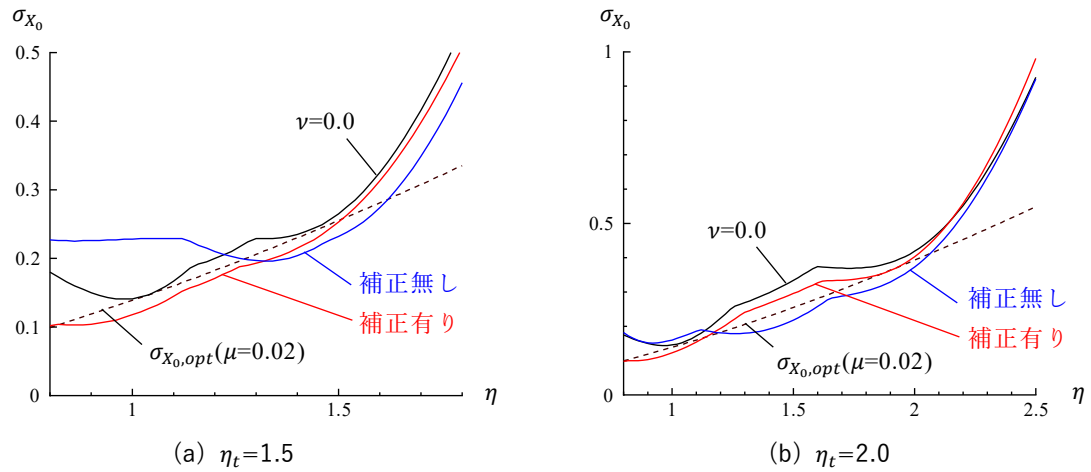 σX₀
0.5
0.4
0.3
0.2
0.1
0
1
1.5
η
ν=0.0
補正無し
補正有り
σX₀,opt(μ=0.02)
(a) ηt=1.5
σX₀
1
0.5
0
1
1.5
2
2.5
η
ν=0.0
補正無し
補正有り
σX₀,opt(μ=0.02)
(b) ηt=2.0